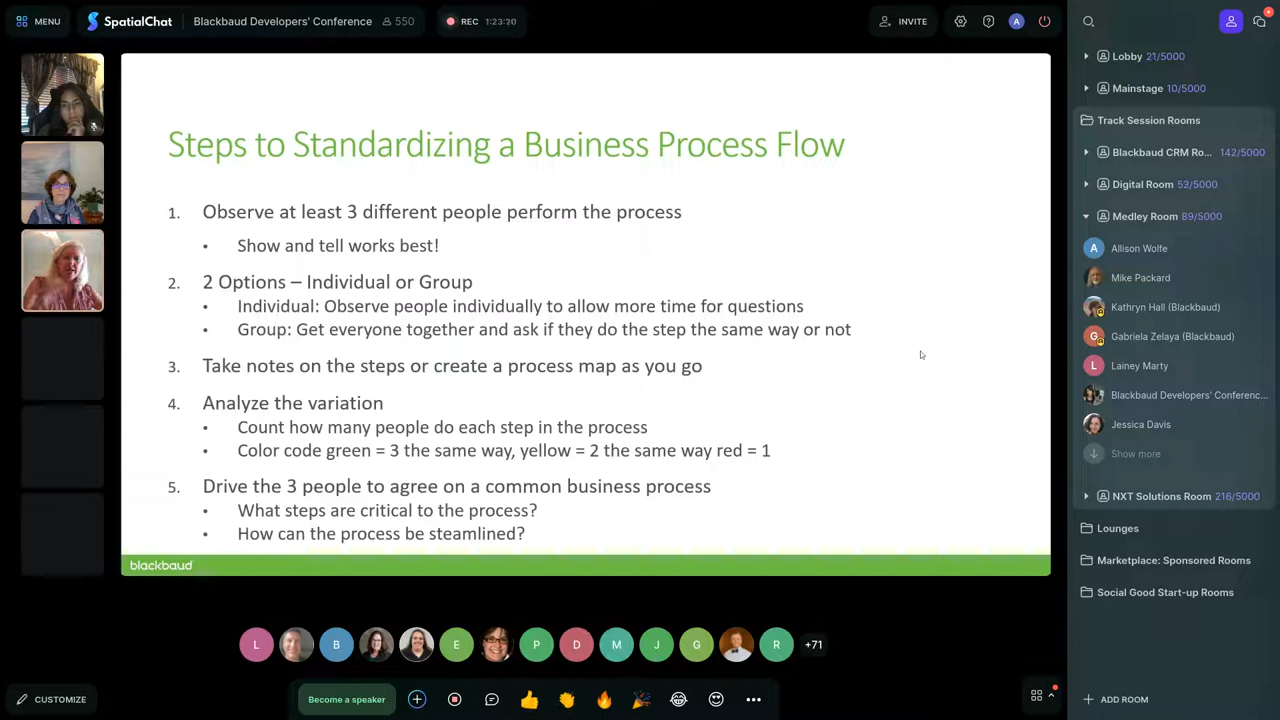 MENU
SpatialChat
Blackbaud Developers' Conference
550
REC 1:23:20
INVITE
A
Steps to Standardizing a Business Process Flow
1. Observe at least 3 different people perform the process
• Show and tell works best!
2. 2 Options – Individual or Group
• Individual: Observe people individually to allow more time for questions
• Group: Get everyone together and ask if they do the step the same way or not
3. Take notes on the steps or create a process map as you go
4. Analyze the variation
• Count how many people do each step in the process
• Color code green = 3 the same way, yellow = 2 the same way red = 1
5. Drive the 3 people to agree on a common business process
• What steps are critical to the process?
• How can the process be steamlined?
blackbaud
L B E P D M J G R +71
CUSTOMIZE
Become a speaker
Lobby 21/5000
Mainstage 10/5000
Track Session Rooms
Blackbaud CRM Ro... 142/5000
Digital Room 53/5000
Medley Room 89/5000
A Allison Wolfe
Mike Packard
Kathryn Hall (Blackbaud)
G Gabriela Zelaya (Blackbaud)
L Lainey Marty
Blackbaud Developers' Conferenc...
Jessica Davis
Show more
NXT Solutions Room 216/5000
Lounges
Marketplace: Sponsored Rooms
Social Good Start-up Rooms
ADD ROOM